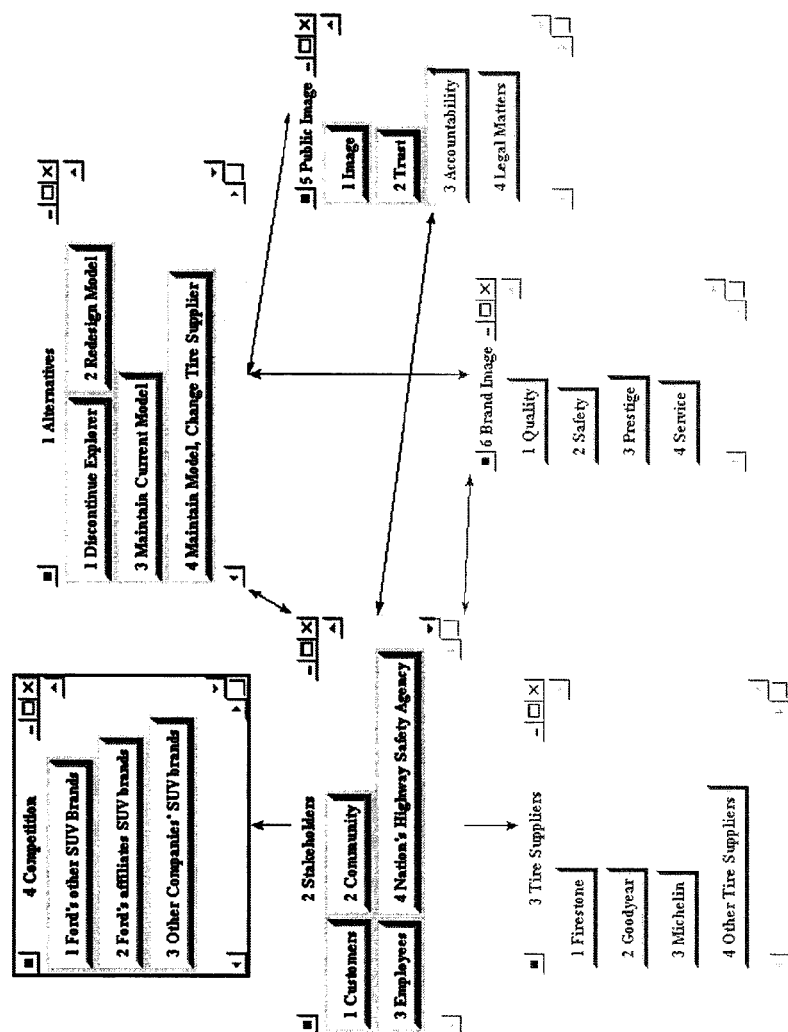 4 Competition
1 Ford's other SUV Brands
2 Ford's affiliates SUV brands
3 Other Companies' SUV brands
1 Alternatives
1 Discontinue Explorer
2 Redesign Model
3 Maintain Current Model
4 Maintain Model, Change Tire Supplier
2 Stakeholders
1 Customers
2 Community
3 Employees
4 Nation's Highway Safety Agency
5 Public Image
1 Image
2 Trust
3 Accountability
4 Legal Matters
3 Tire Suppliers
1 Firestone
2 Goodyear
3 Michelin
4 Other Tire Suppliers
6 Brand Image
1 Quality
2 Safety
3 Prestige
4 Service